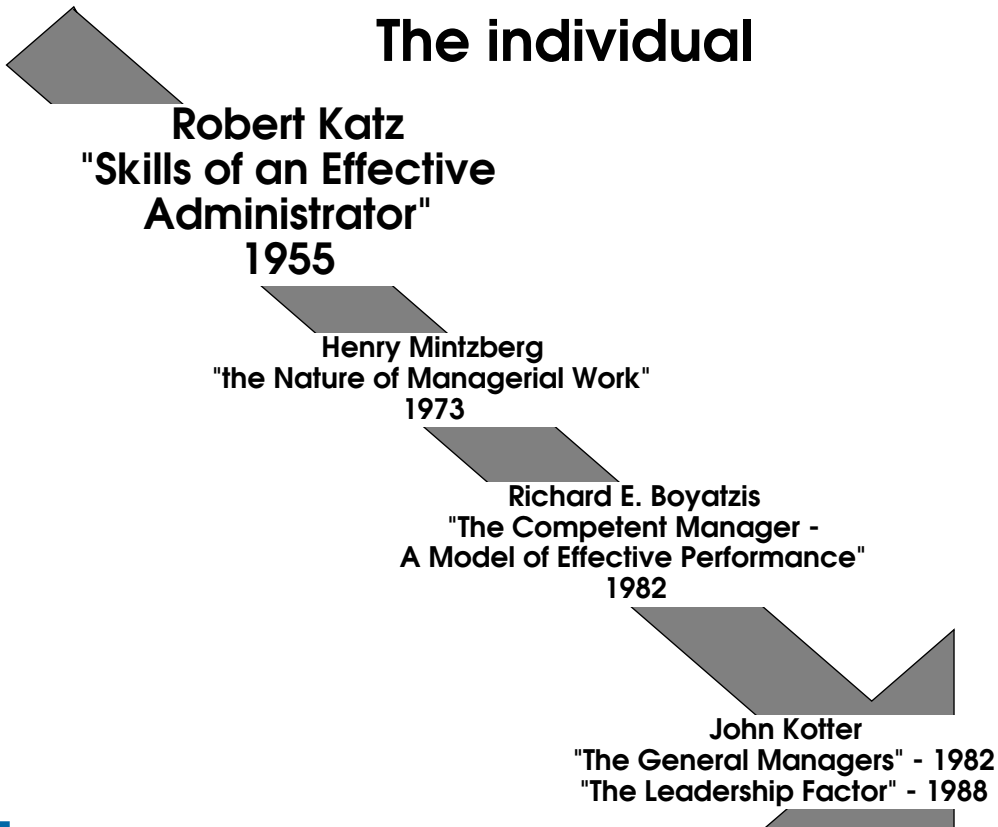 The individual
Robert Katz
"Skills of an Effective
Administrator"
1955
Henry Mintzberg
"the Nature of Managerial Work"
1973
Richard E. Boyatzis
"The Competent Manager -
A Model of Effective Performance"
1982
John Kotter
"The General Managers" - 1982
"The Leadership Factor" - 1988